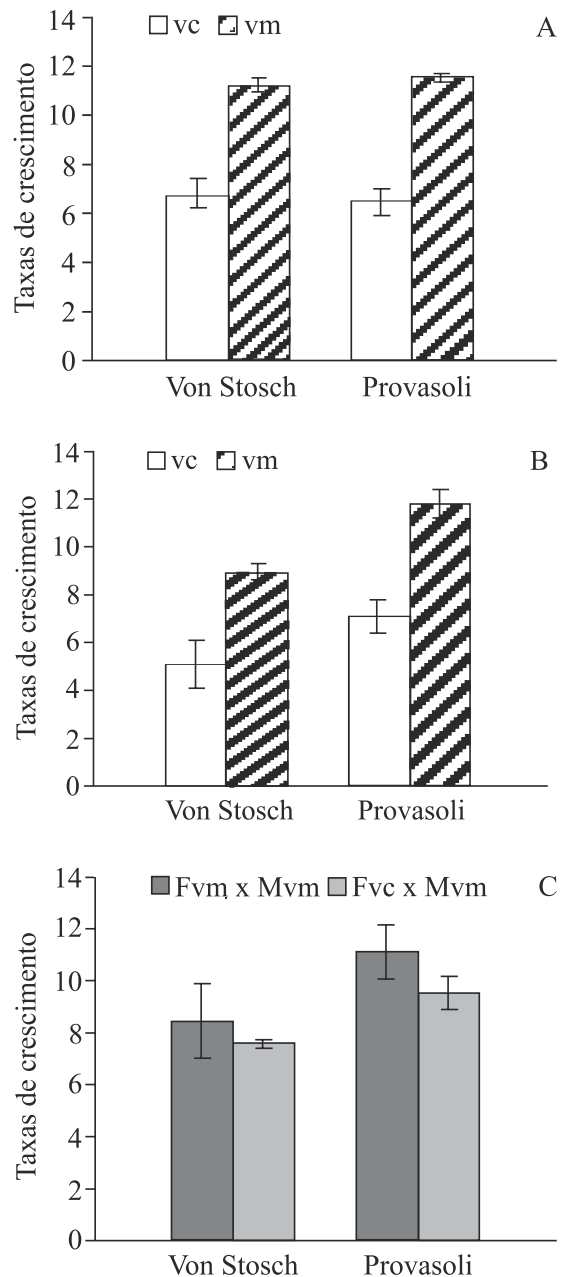 14
vc vm
A
12
10
8
6
4
2
0
Taxas de crescimento
Von Stosch Provasoli
14
vc vm
B
12
10
8
6
4
2
0
Taxas de crescimento
Von Stosch Provasoli
14
Fvm x Mvm Fvc x Mvm
C
12
10
8
6
4
2
0
Taxas de crescimento
Von Stosch Provasoli